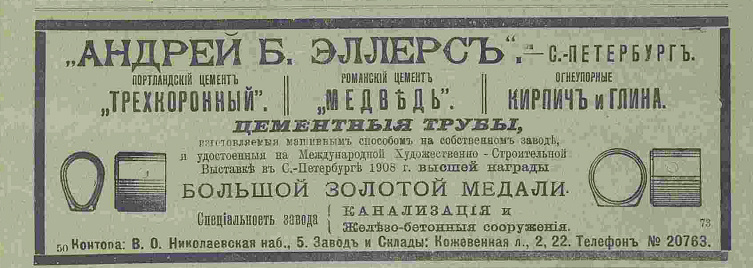 „АНДРЕЙ Б. ЭЛЛЕРСЪ“.—С.-ПЕТЕРБУРГЪ.
ПОРТЛАНДСКІЙ ЦЕМЕНТЪ РОМАНСКІЙ ЦЕМЕНТЪ ОГНЕУПОРНЫЕ
„ТРЕХКОРОННЫЙ“. „МЕДВѢДЬ“. КИРПИЧЪ и ГЛИНА.
ЦЕМЕНТНЫЯ ТРУБЫ,
изготовляемыя машиннымъ способомъ на собственномъ заводѣ,
и удостоенныя на Международной Художественно-Строительной
Выставкѣ въ С.-Петербургѣ 1908 г. высшей награды
БОЛЬШОЙ ЗОЛОТОЙ МЕДАЛИ.
Спеціальность завода
КАНАЛИЗАЦІЯ и
Желѣзо-бетонныя сооруженія.
73
50 Контора: В. О. Николаевская наб., 5. Заводъ и Склады: Кожевенная л., 2, 22. Телефонъ № 20763.